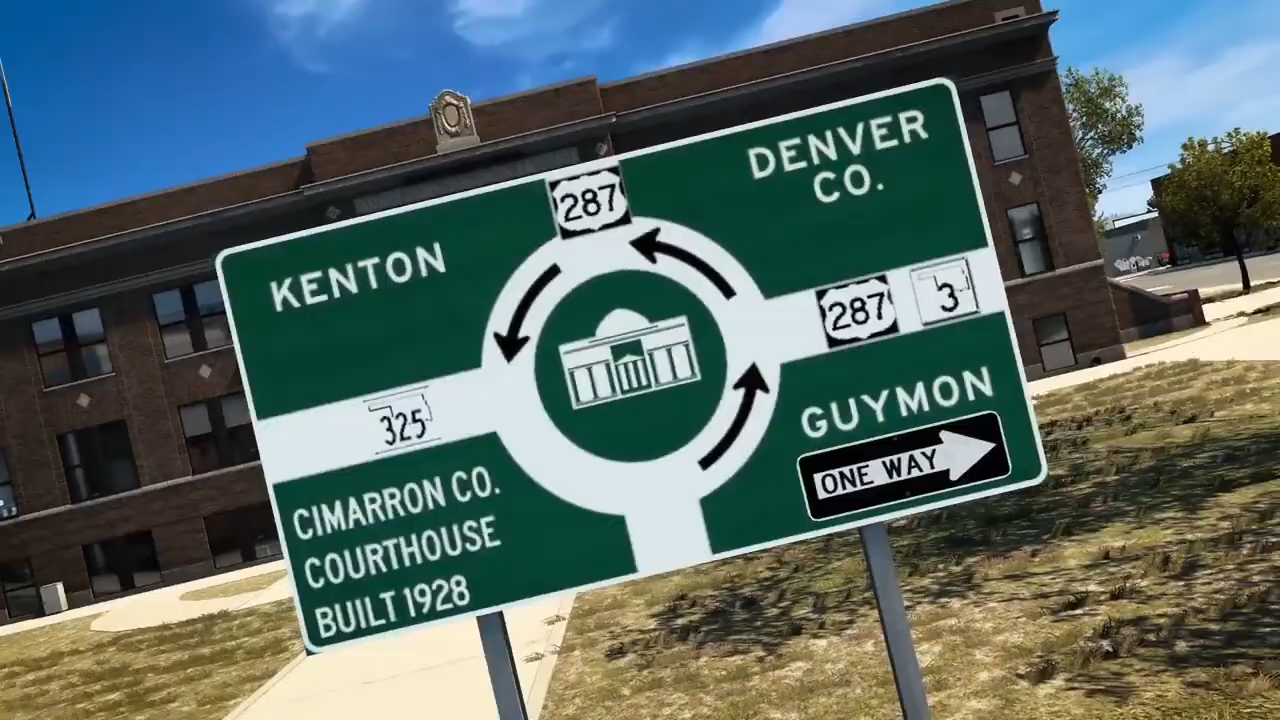 287
DENVER
CO.
KENTON
287 3
325
GUYMON
ONE WAY
CIMARRON CO.
COURTHOUSE
BUILT 1928